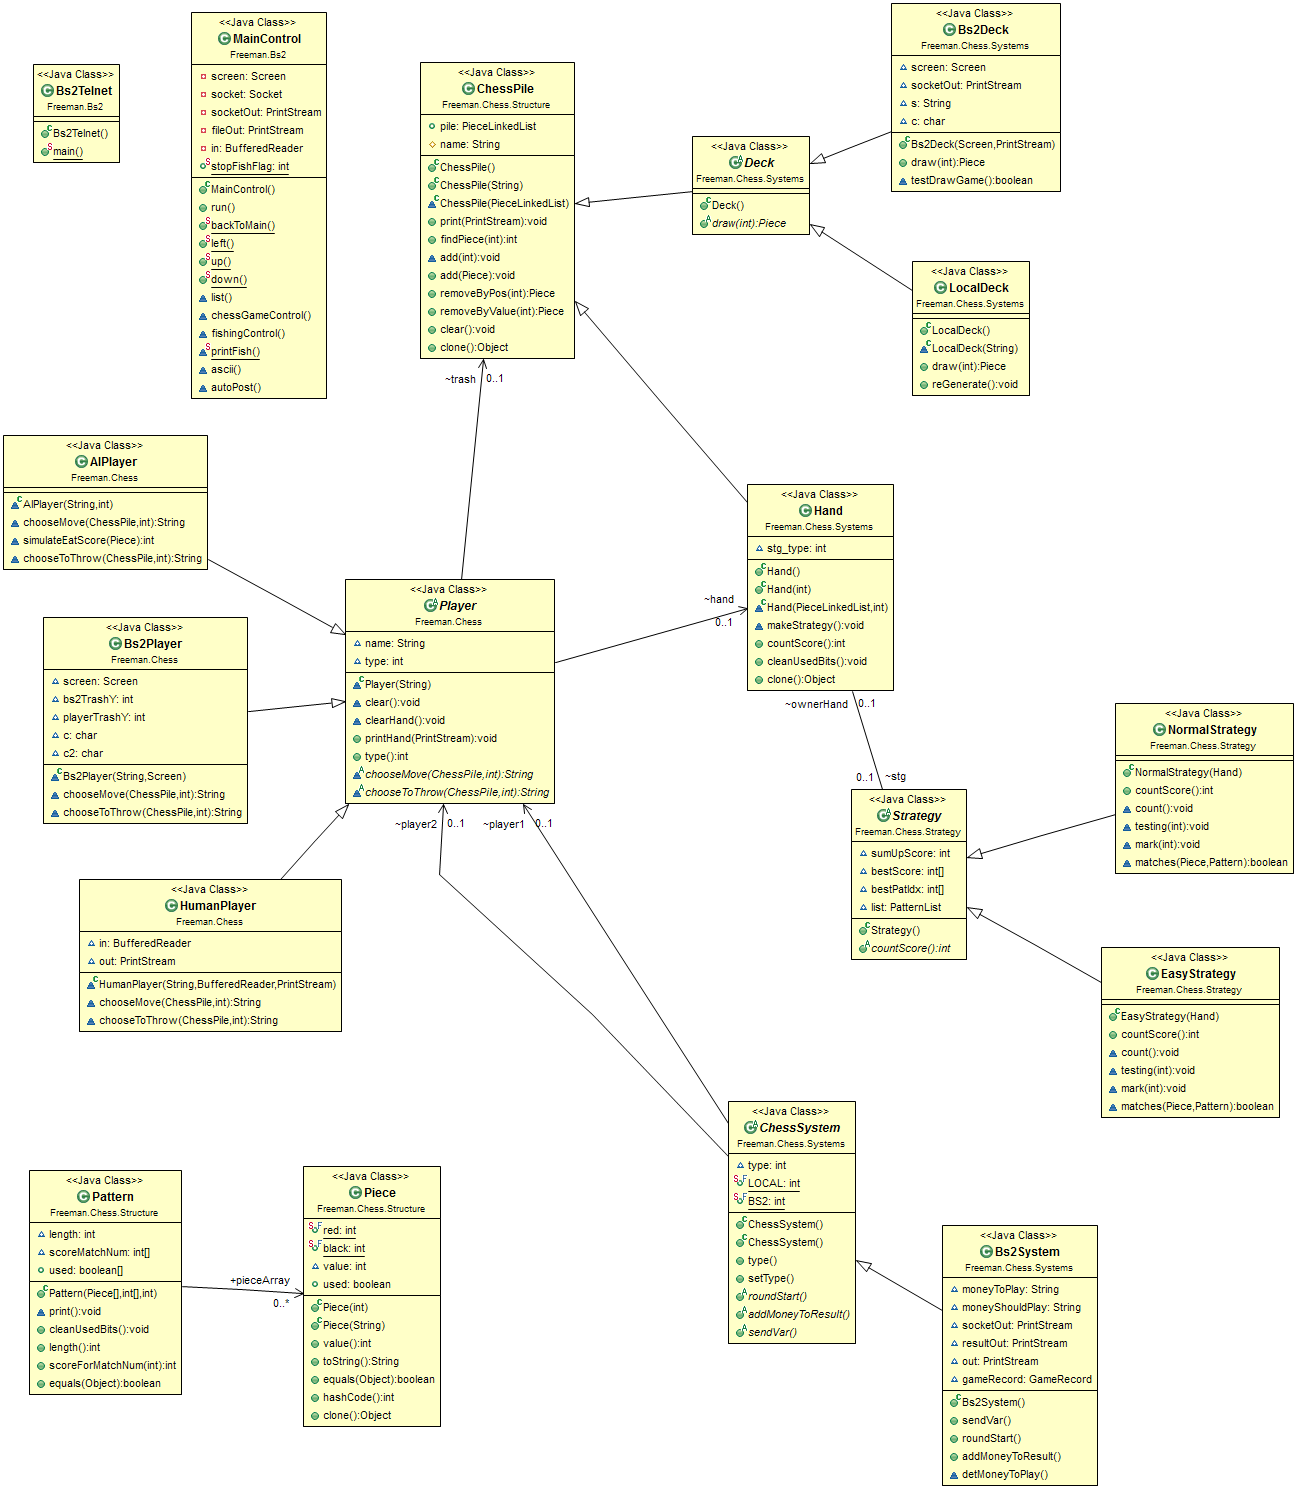 <<Java Class>>
Bs2Telnet
Freeman.Bs2
Bs2Telnet()
main()
<<Java Class>>
MainControl
Freeman.Bs2
screen: Screen
socket: Socket
socketOut: PrintStream
fileOut: PrintStream
in: BufferedReader
stopFishFlag: int
MainControl()
run()
backToMain()
left()
up()
down()
list()
chessGameControl()
fishingControl()
printFish()
ascii()
autoPost()
<<Java Class>>
ChessPile
Freeman.Chess.Structure
pile: PieceLinkedList
name: String
ChessPile()
ChessPile(String)
ChessPile(PieceLinkedList)
print(PrintStream):void
findPiece(int):int
add(int):void
add(Piece):void
removeByPos(int):Piece
removeByValue(int):Piece
clear():void
clone():Object
<<Java Class>>
Deck
Freeman.Chess.Systems
Deck()
draw(int):Piece
<<Java Class>>
Bs2Deck
Freeman.Chess.Systems
screen: Screen
socketOut: PrintStream
s: String
c: char
Bs2Deck(Screen,PrintStream)
draw(int):Piece
testDrawGame():boolean
<<Java Class>>
LocalDeck
Freeman.Chess.Systems
LocalDeck()
LocalDeck(String)
draw(int):Piece
reGenerate():void
~trash 0..1
<<Java Class>>
AIPlayer
Freeman.Chess
AIPlayer(String,int)
chooseMove(ChessPile,int):String
simulateEatScore(Piece):int
chooseToThrow(ChessPile,int):String
<<Java Class>>
Hand
Freeman.Chess.Systems
stg_type: int
Hand()
Hand(int)
Hand(PieceLinkedList,int)
makeStrategy():void
countScore():int
cleanUsedBits():void
clone():Object
~hand
0..1
<<Java Class>>
Player
Freeman.Chess
name: String
type: int
Player(String)
clear():void
clearHand():void
printHand(PrintStream):void
type():int
chooseMove(ChessPile,int):String
chooseToThrow(ChessPile,int):String
<<Java Class>>
Bs2Player
Freeman.Chess
screen: Screen
bs2TrashY: int
playerTrashY: int
c: char
c2: char
Bs2Player(String,Screen)
chooseMove(ChessPile,int):String
chooseToThrow(ChessPile,int):String
~ownerHand 0..1
0..1 ~stg
<<Java Class>>
NormalStrategy
Freeman.Chess.Strategy
NormalStrategy(Hand)
countScore():int
count():void
testing(int):void
mark(int):void
matches(Piece,Pattern):boolean
<<Java Class>>
Strategy
Freeman.Chess.Strategy
sumUpScore: int
bestScore: int[]
bestPatIdx: int[]
list: PatternList
Strategy()
countScore():int
~player2 0..1
~player1 0..1
<<Java Class>>
HumanPlayer
Freeman.Chess
in: BufferedReader
out: PrintStream
HumanPlayer(String,BufferedReader,PrintStream)
chooseMove(ChessPile,int):String
chooseToThrow(ChessPile,int):String
<<Java Class>>
EasyStrategy
Freeman.Chess.Strategy
EasyStrategy(Hand)
countScore():int
count():void
testing(int):void
mark(int):void
matches(Piece,Pattern):boolean
<<Java Class>>
ChessSystem
Freeman.Chess.Systems
type: int
LOCAL: int
BS2: int
ChessSystem()
ChessSystem()
type()
setType()
roundStart()
addMoneyToResult()
sendVar()
<<Java Class>>
Pattern
Freeman.Chess.Structure
length: int
scoreMatchNum: int[]
used: boolean[]
Pattern(Piece[],int[],int)
print():void
cleanUsedBits():void
length():int
scoreForMatchNum(int):int
equals(Object):boolean
+pieceArray
0..*
<<Java Class>>
Piece
Freeman.Chess.Structure
red: int
black: int
value: int
used: boolean
Piece(int)
Piece(String)
value():int
toString():String
equals(Object):boolean
hashCode():int
clone():Object
<<Java Class>>
Bs2System
Freeman.Chess.Systems
moneyToPlay: String
moneyShouldPlay: String
socketOut: PrintStream
resultOut: PrintStream
out: PrintStream
gameRecord: GameRecord
Bs2System()
sendVar()
roundStart()
addMoneyToResult()
detMoneyToPlay()